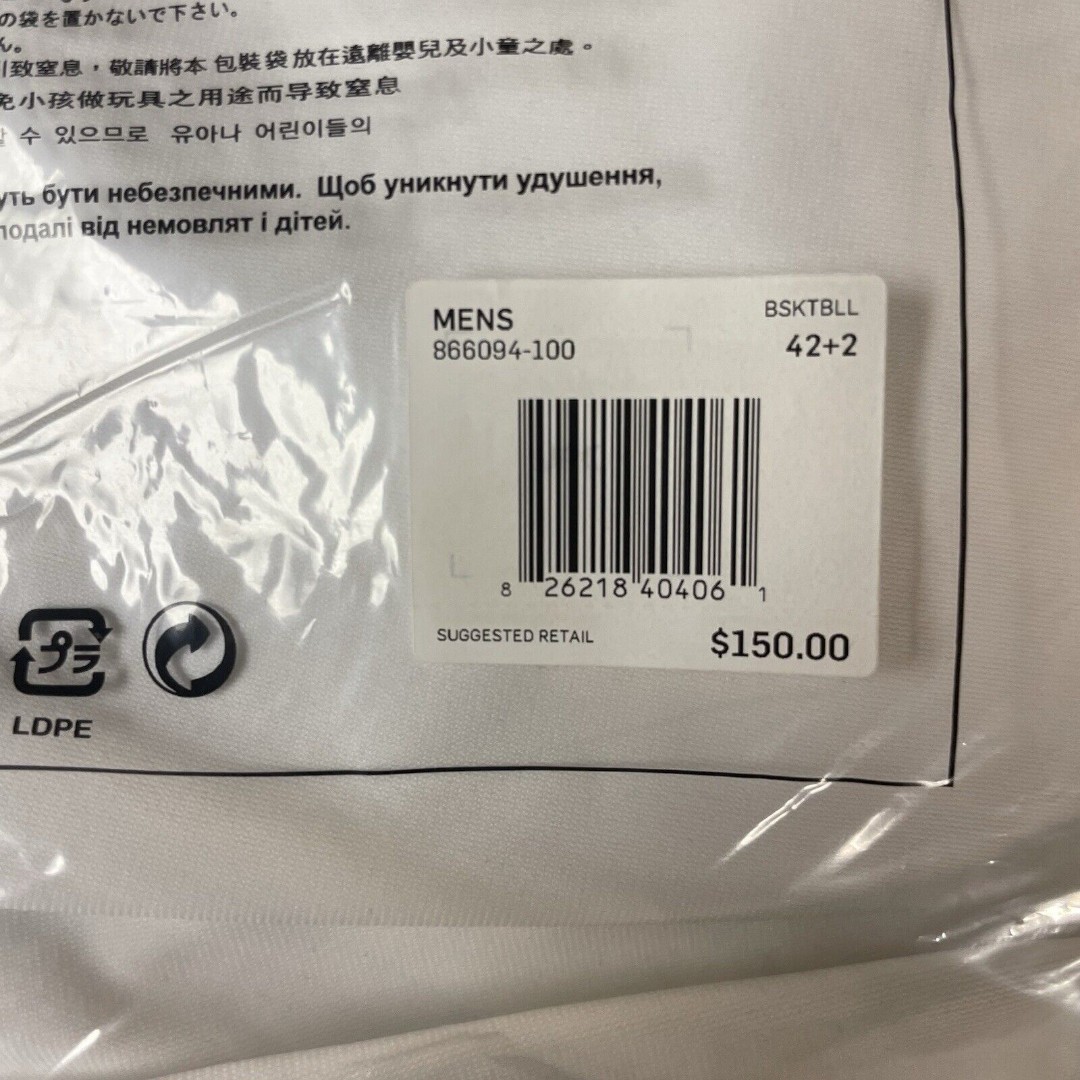 の袋を置かないで下さい。
ん。
引致窒息,敬請將本包裝袋放在遠離嬰兒及小童之處。
免小孩做玩具之用途而导致窒息
할 수 있으므로 유아나 어린이들의
уть бути небезпечними. Щоб уникнути удушення,
подалі від немовлят і дітей.
MENS
BSKTBLL
866094-100
42+2
8 26218 40406 1
SUGGESTED RETAIL
$150.00
プラ
LDPE